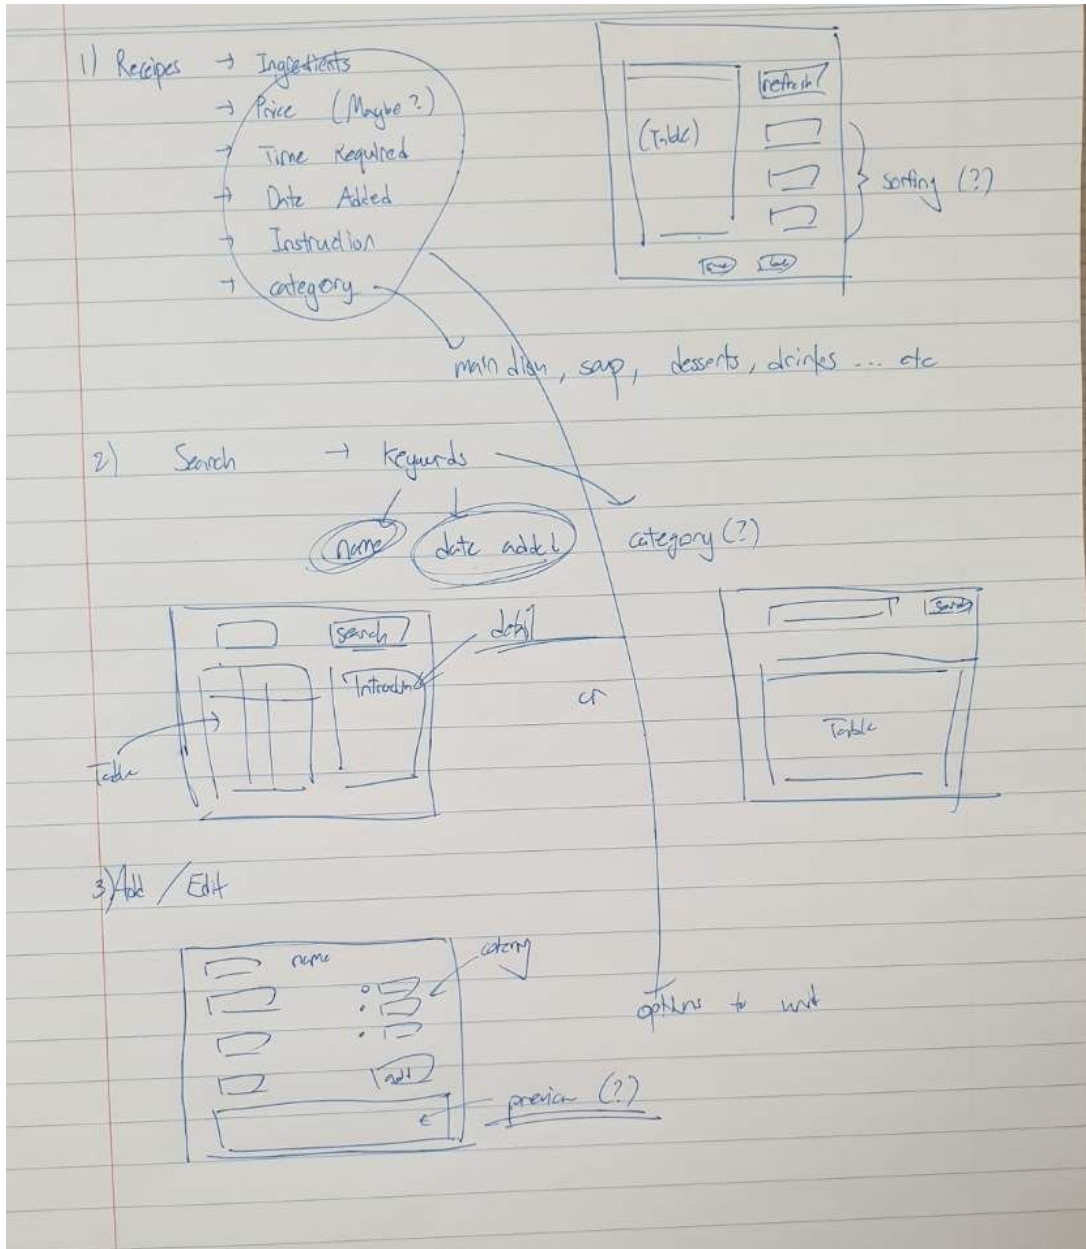 1) Recipes → Ingredients
→ Price (Maybe?)
→ Time Required
→ Date Added
→ Instruction
→ category
refresh
(Table)
sorting (?)
main dish, soup, desserts, drinks ... etc
2) Search → Keywords
name date added category (?)
search
detail
Table
or
search
Table
3) Add / Edit
name
category
add
options to
preview (?)